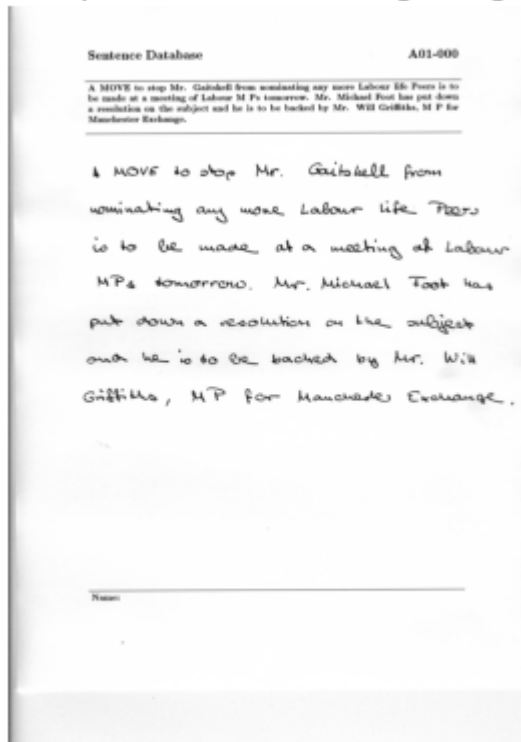 Sentence Database A01-000
A MOVE to stop Mr. Gaitskell from nominating any more Labour life Peers is to
be made at a meeting of Labour M Ps tomorrow. Mr. Michael Foot has put down
a resolution on the subject and he is to be backed by Mr. Will Griffiths, M P for
Manchester Exchange.
A MOVE to stop Mr. Gaitskell from
nominating any more Labour life Peers
is to be made at a meeting of Labour
MPs tomorrow. Mr. Michael Foot has
put down a resolution on the subject
and he is to be backed by Mr. Will
Griffiths, MP for Manchester Exchange.
Name: